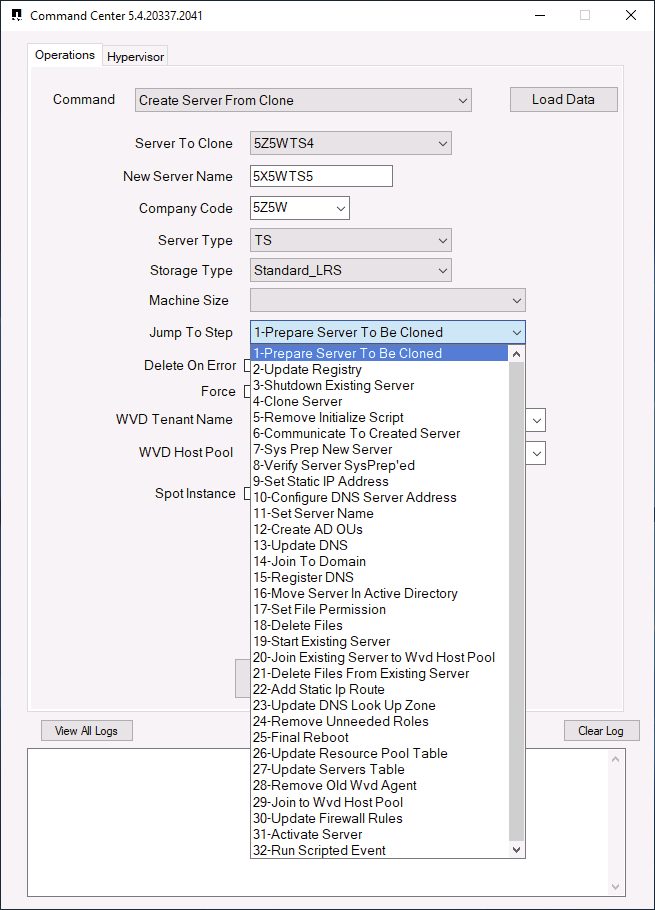 Command Center 5.4.20337.2041
Operations
Hypervisor
Command
Create Server From Clone
Load Data
Server To Clone
5Z5WTS4
New Server Name
5X5WTS5
Company Code
5Z5W
Server Type
TS
Storage Type
Standard_LRS
Machine Size
Jump To Step
1-Prepare Server To Be Cloned
Delete On Error
Force
WVD Tenant Name
WVD Host Pool
Spot Instance
1-Prepare Server To Be Cloned
2-Update Registry
3-Shutdown Existing Server
4-Clone Server
5-Remove Initialize Script
6-Communicate To Created Server
7-Sys Prep New Server
8-Verify Server SysPrep'ed
9-Set Static IP Address
10-Configure DNS Server Address
11-Set Server Name
12-Create AD OUs
13-Update DNS
14-Join To Domain
15-Register DNS
16-Move Server In Active Directory
17-Set File Permission
18-Delete Files
19-Start Existing Server
20-Join Existing Server to Wvd Host Pool
21-Delete Files From Existing Server
22-Add Static Ip Route
23-Update DNS Look Up Zone
24-Remove Unneeded Roles
25-Final Reboot
26-Update Resource Pool Table
27-Update Servers Table
28-Remove Old Wvd Agent
29-Join to Wvd Host Pool
30-Update Firewall Rules
31-Activate Server
32-Run Scripted Event
View All Logs
Clear Log